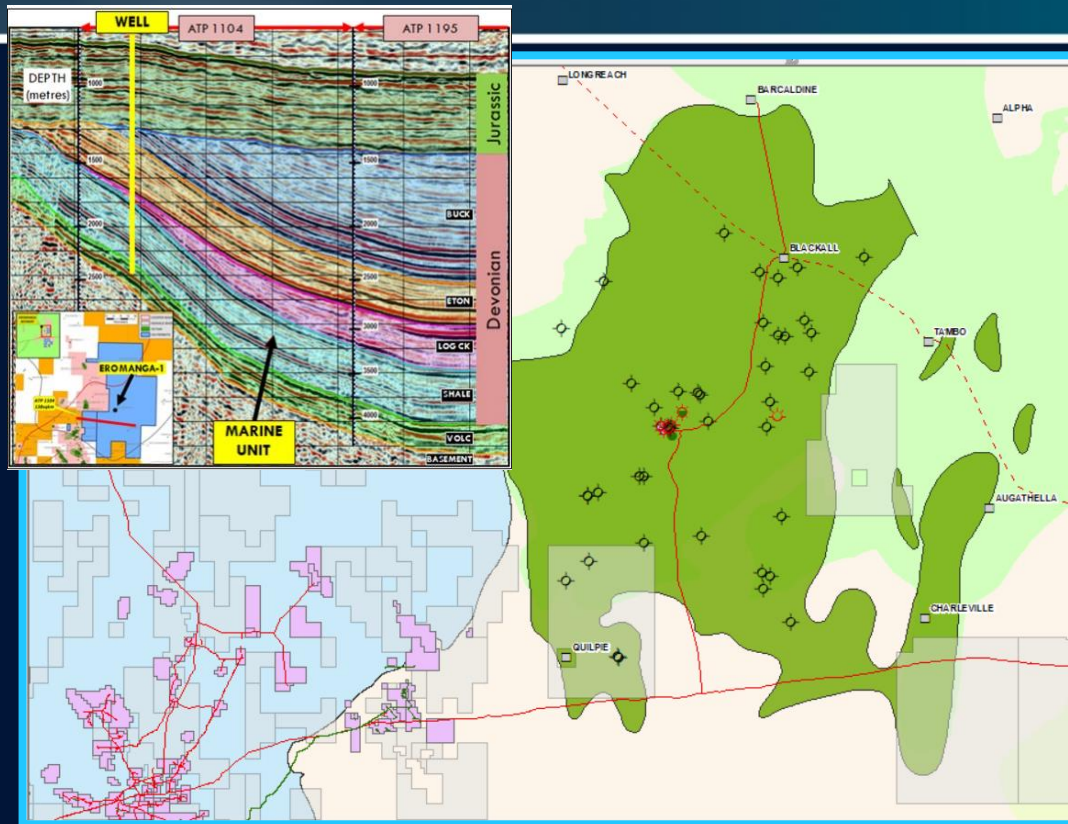 WELL
ATP 1104
ATP 1195
DEPTH
(metres)
1000
1000
Jurassic
1500
1500
BUCK
2000
2000
Devonian
2500
2500
ETON
3000
3000
LOG CK
3500
SHALE
EROMANGA-1
4000
MARINE
UNIT
VOLC
BASEMENT
LONGREACH
BARCALDINE
ALPHA
BLACKALL
TAMBO
AUGATHELLA
CHARLEVILLE
QUILPIE